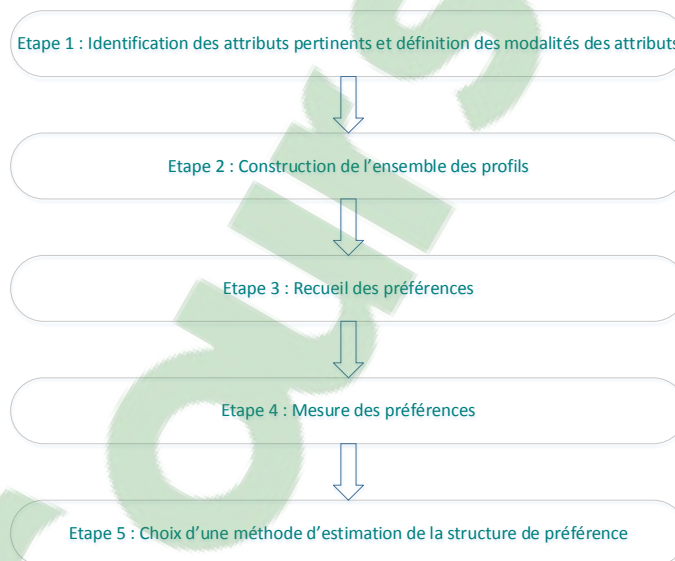 Etape 1 : Identification des attributs pertinents et définition des modalités des attributs
Etape 2 : Construction de l'ensemble des profils
Etape 3 : Recueil des préférences
Etape 4 : Mesure des préférences
Etape 5 : Choix d'une méthode d'estimation de la structure de préférence